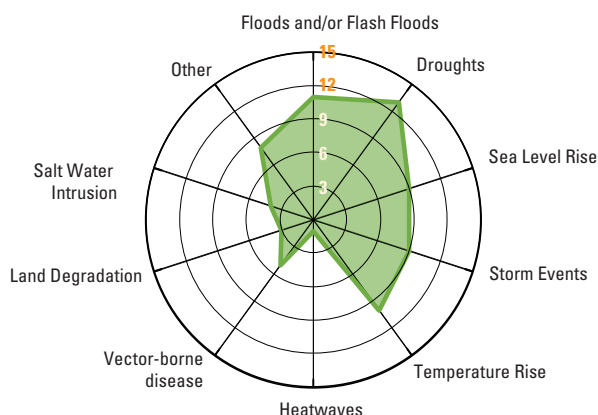 Floods and/or Flash Floods
15
Droughts
Other
12
9
Sea Level Rise
Salt Water
Intrusion
6
3
Land Degradation
Storm Events
Vector-borne
disease
Temperature Rise
Heatwaves